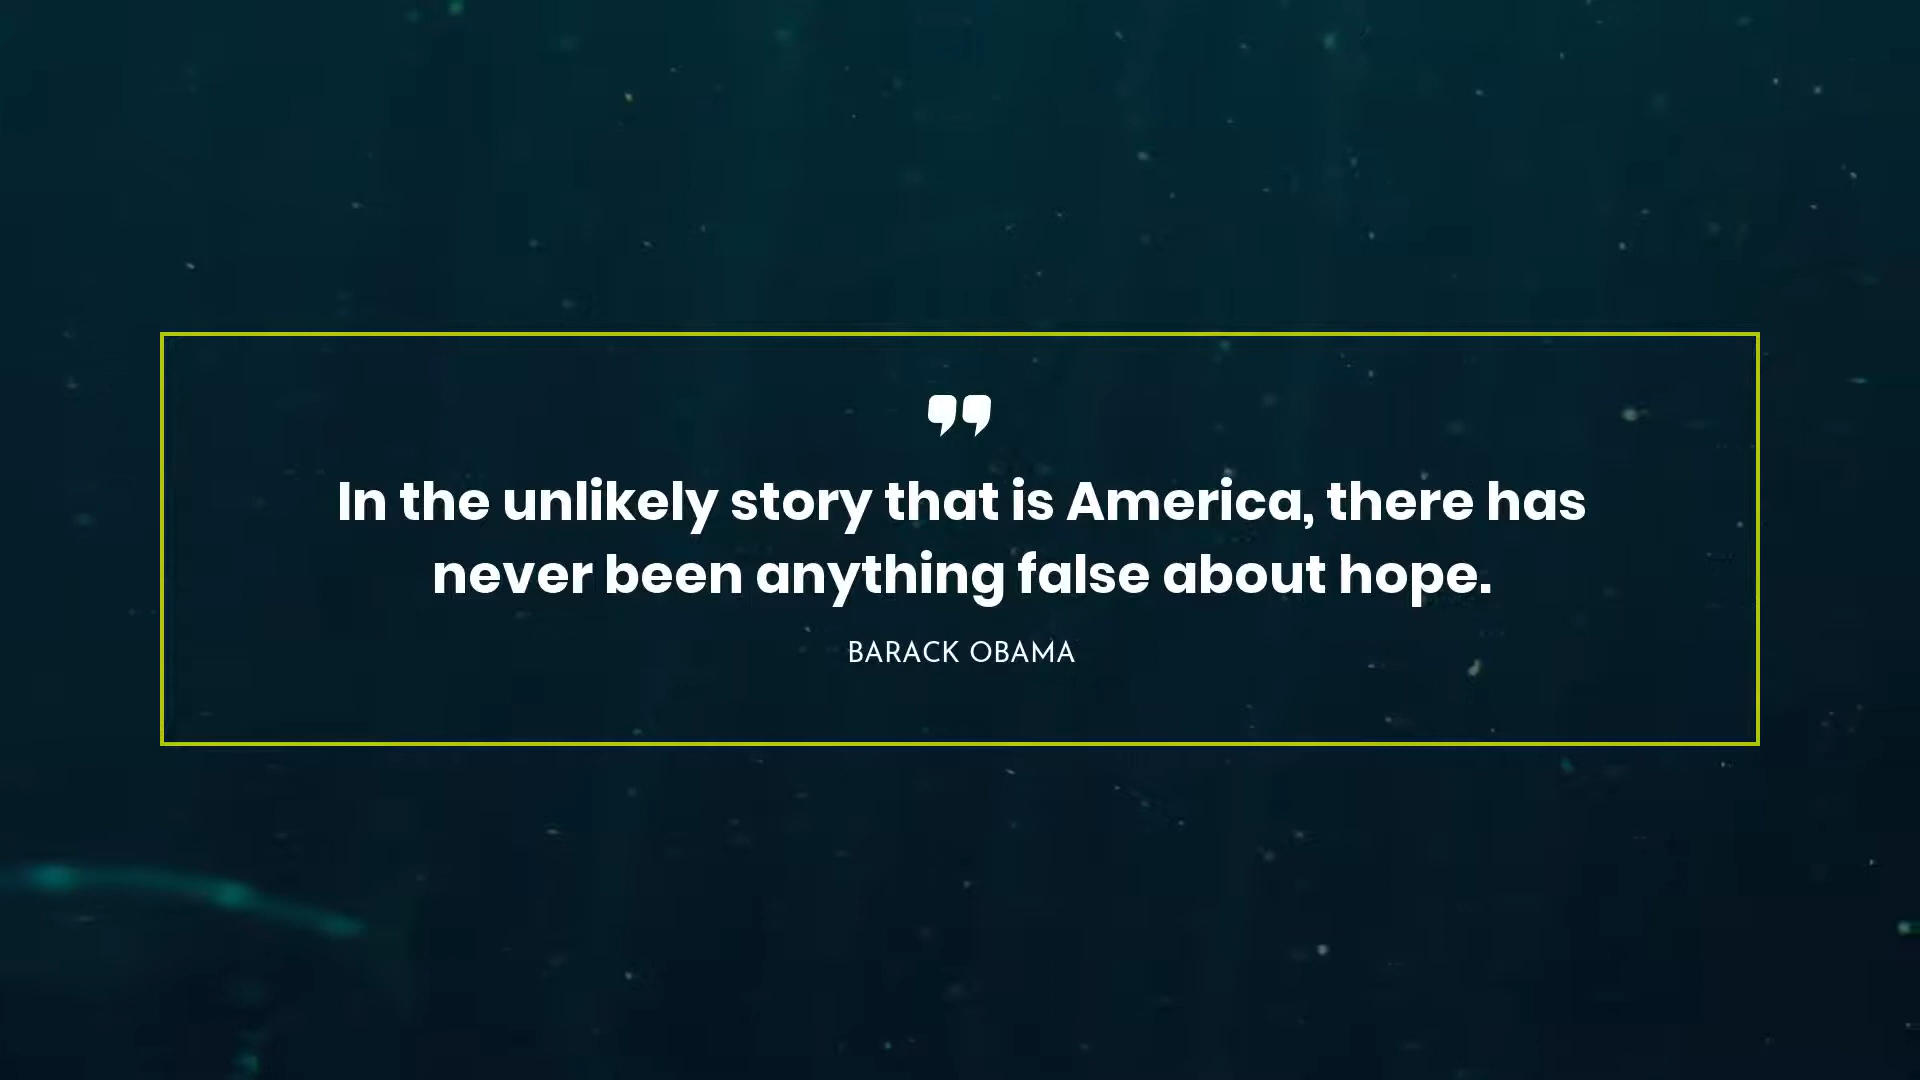 ”
In the unlikely story that is America, there has
never been anything false about hope.
BARACK OBAMA